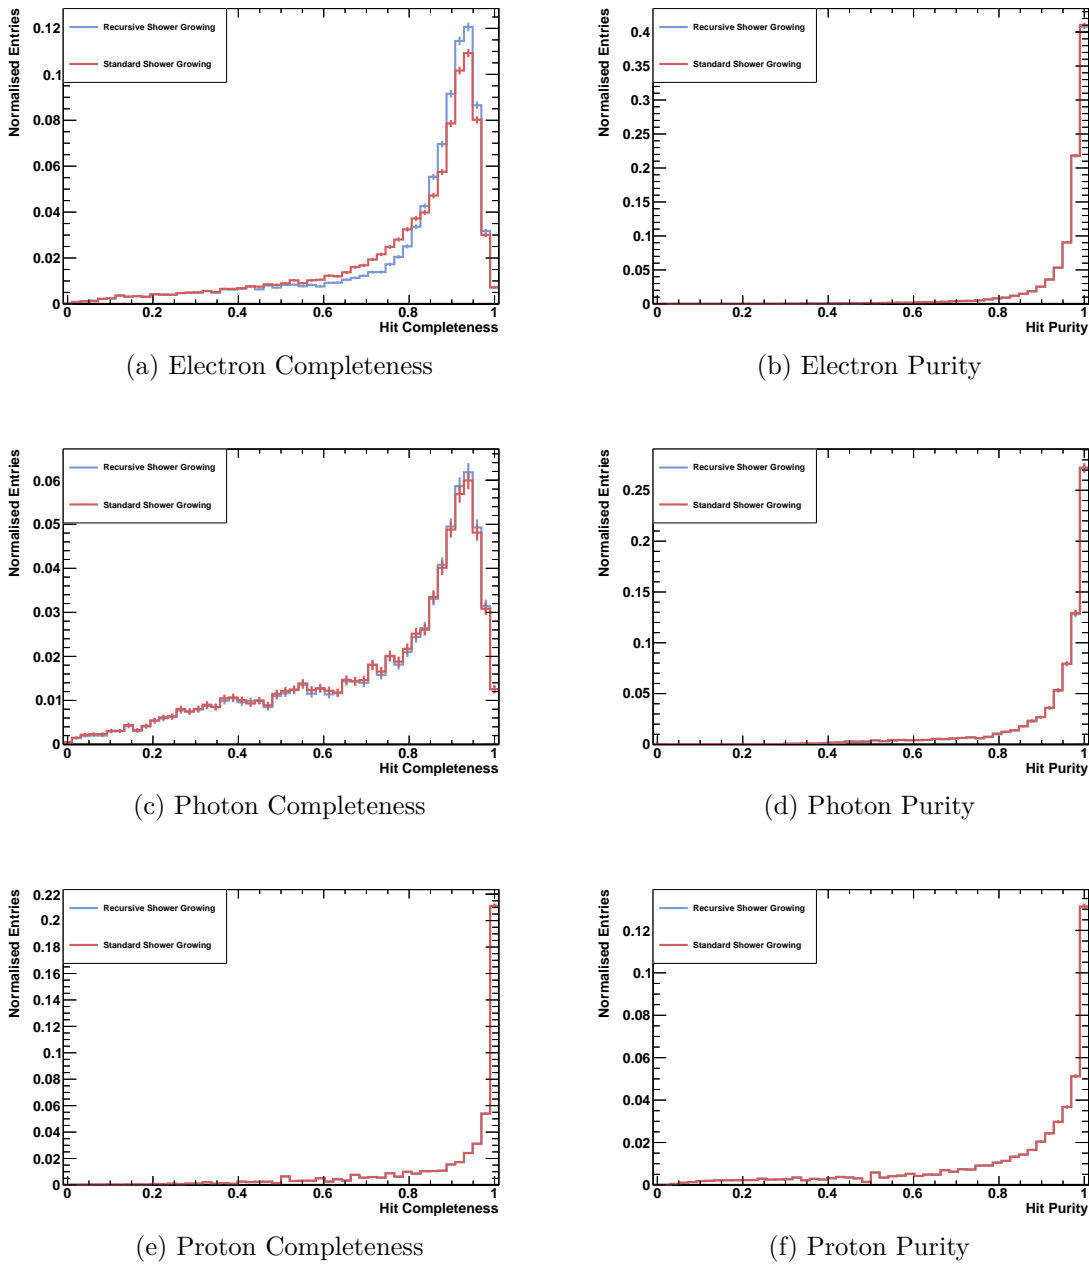 Normalised Entries
Recursive Shower Growing
Standard Shower Growing
0.12
0.1
0.08
0.06
0.04
0.02
0
0 0.2 0.4 0.6 0.8 1
Hit Completeness
(a) Electron Completeness
Normalised Entries
Recursive Shower Growing
Standard Shower Growing
0.4
0.35
0.3
0.25
0.2
0.15
0.1
0.05
0
0 0.2 0.4 0.6 0.8 1
Hit Purity
(b) Electron Purity
Normalised Entries
Recursive Shower Growing
Standard Shower Growing
0.06
0.05
0.04
0.03
0.02
0.01
0
0 0.2 0.4 0.6 0.8 1
Hit Completeness
(c) Photon Completeness
Normalised Entries
Recursive Shower Growing
Standard Shower Growing
0.25
0.2
0.15
0.1
0.05
0
0 0.2 0.4 0.6 0.8 1
Hit Purity
(d) Photon Purity
Normalised Entries
Recursive Shower Growing
Standard Shower Growing
0.22
0.2
0.18
0.16
0.14
0.12
0.1
0.08
0.06
0.04
0.02
0
0 0.2 0.4 0.6 0.8 1
Hit Completeness
(e) Proton Completeness
Normalised Entries
Recursive Shower Growing
Standard Shower Growing
0.12
0.1
0.08
0.06
0.04
0.02
0
0 0.2 0.4 0.6 0.8 1
Hit Purity
(f) Proton Purity